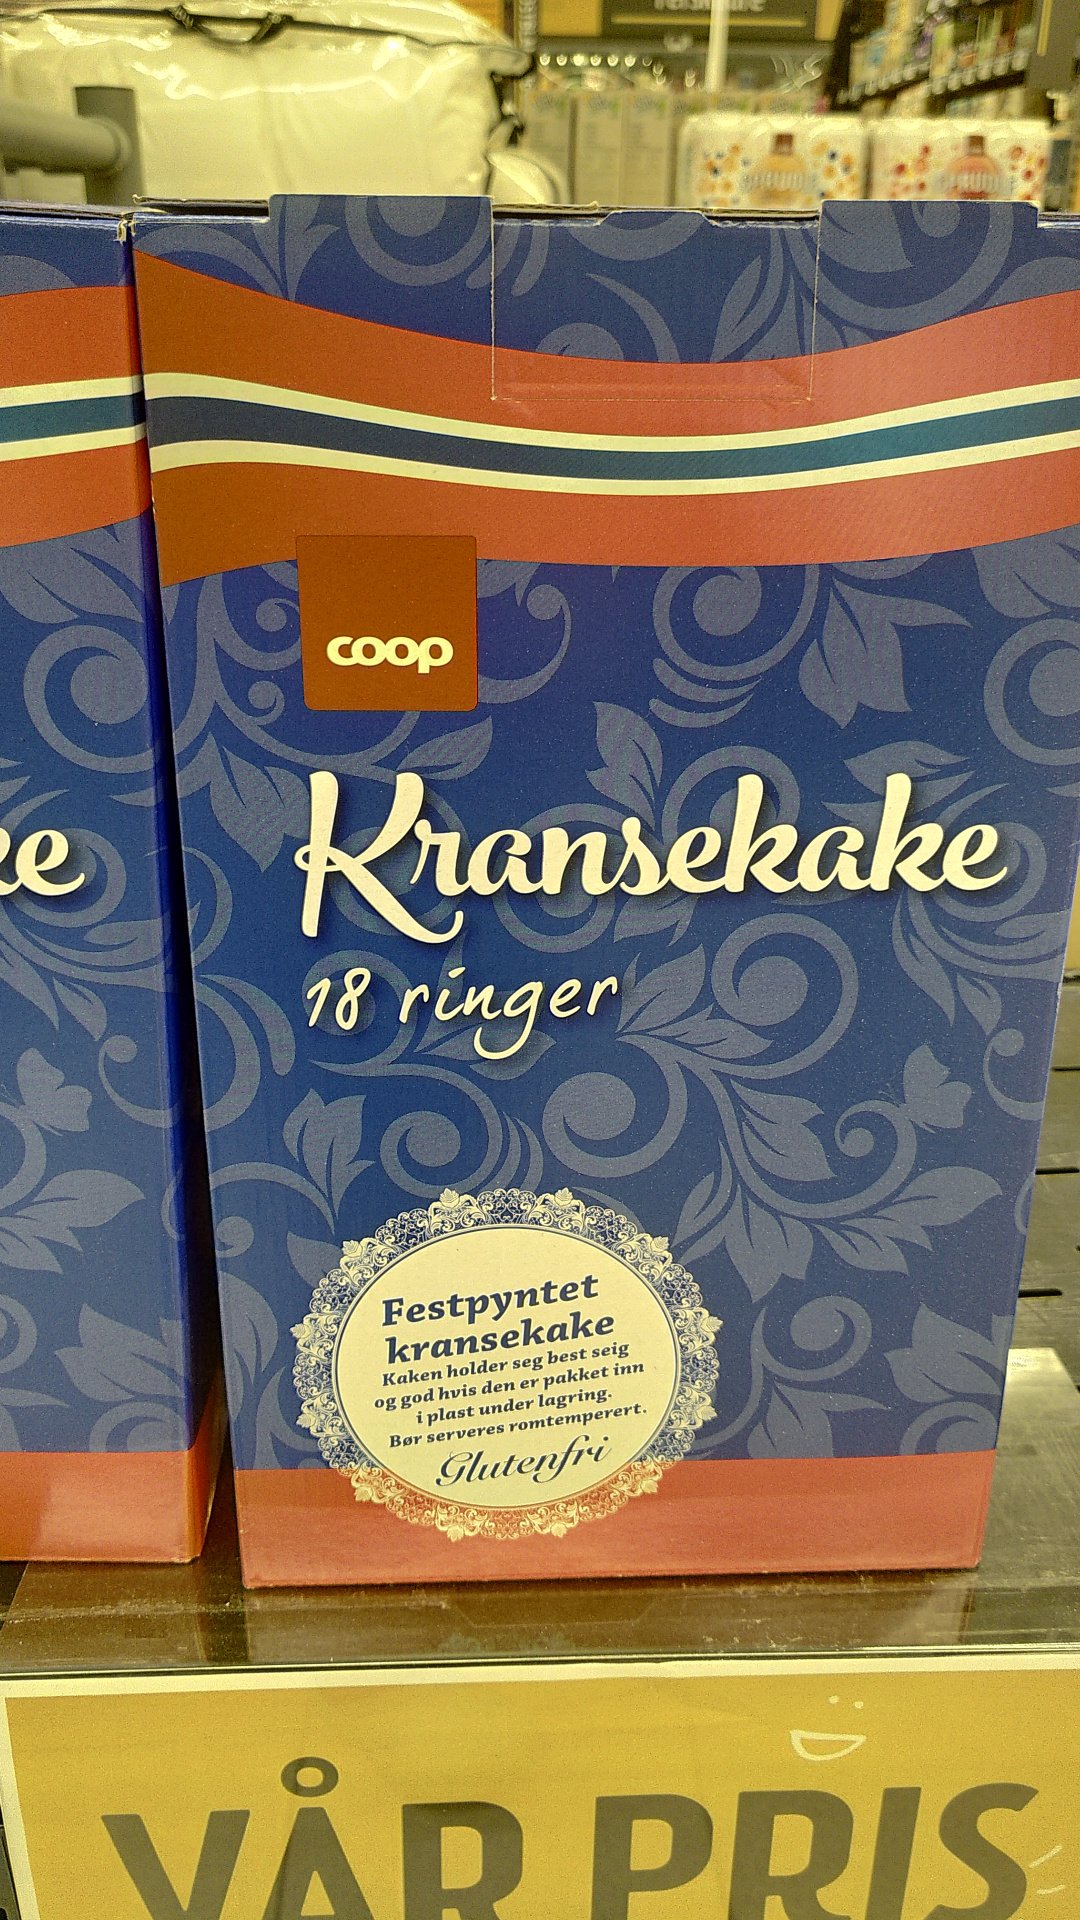 coop
Kransekake
18 ringer
Festpyntet
kransekake
Kaken holder seg best seig
og god hvis den er pakket inn
i plast under lagring.
Bør serveres romtemperert.
Glutenfri
ke
VÅR PRIS